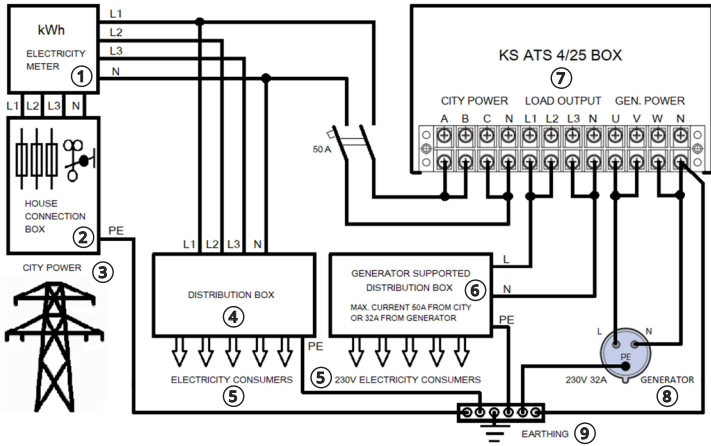 kWh
ELECTRICITY
METER
1
L1
L2
L3
N
L1 L2 L3 N
HOUSE
CONNECTION
BOX
2
PE
CITY POWER
3
50 A
KS ATS 4/25 BOX
7
CITY POWER LOAD OUTPUT GEN. POWER
A B C N L1 L2 L3 N U V W N
L1 L2 L3 N
DISTRIBUTION BOX
4
PE
ELECTRICITY CONSUMERS
5
GENERATOR SUPPORTED
DISTRIBUTION BOX
6
MAX. CURRENT 50A FROM CITY
OR 32A FROM GENERATOR
L
N
PE
5
230V ELECTRICITY CONSUMERS
L N
PE
230V 32A
GENERATOR
8
EARTHING
9